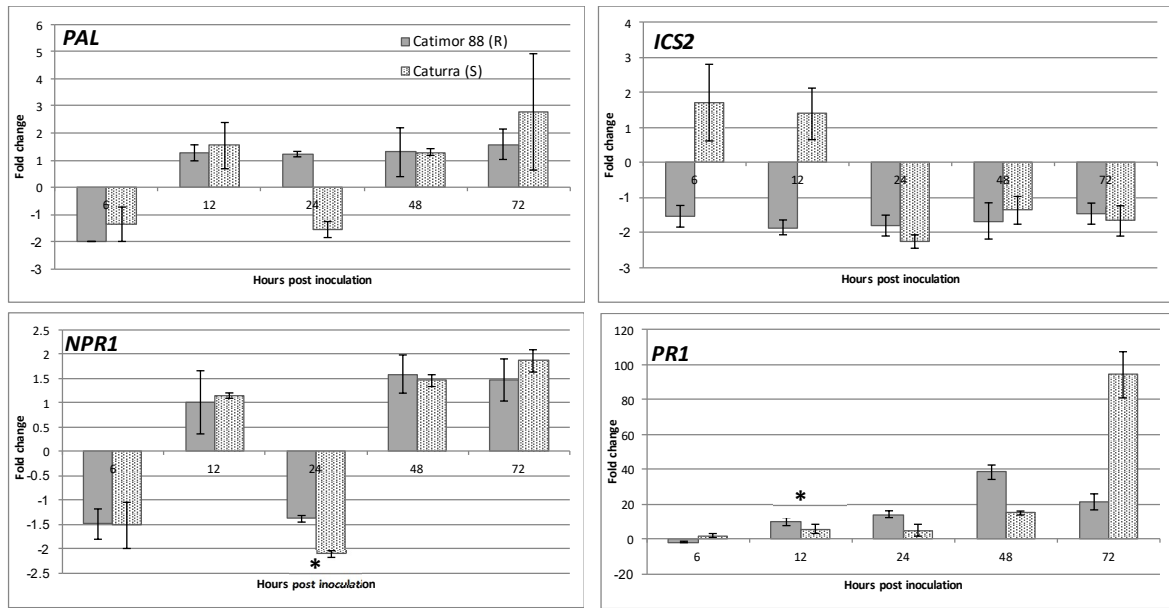 PAL
Catimor 88 (R)
Caturra (S)
Fold change
6
5
4
3
2
1
0
-1
-2
-3
6 12 24 48 72
Hours post inoculation
ICS2
Fold change
4
3
2
1
0
-1
-2
-3
6 12 24 48 72
Hours post inoculation
NPR1
Fold change
2.5
2
1.5
1
0.5
0
-0.5
-1
-1.5
-2
-2.5
6 12 24 48 72
*
Hours post inoculation
PR1
Fold change
120
100
80
60
40
20
0
-20
*
6 12 24 48 72
Hours post inoculation